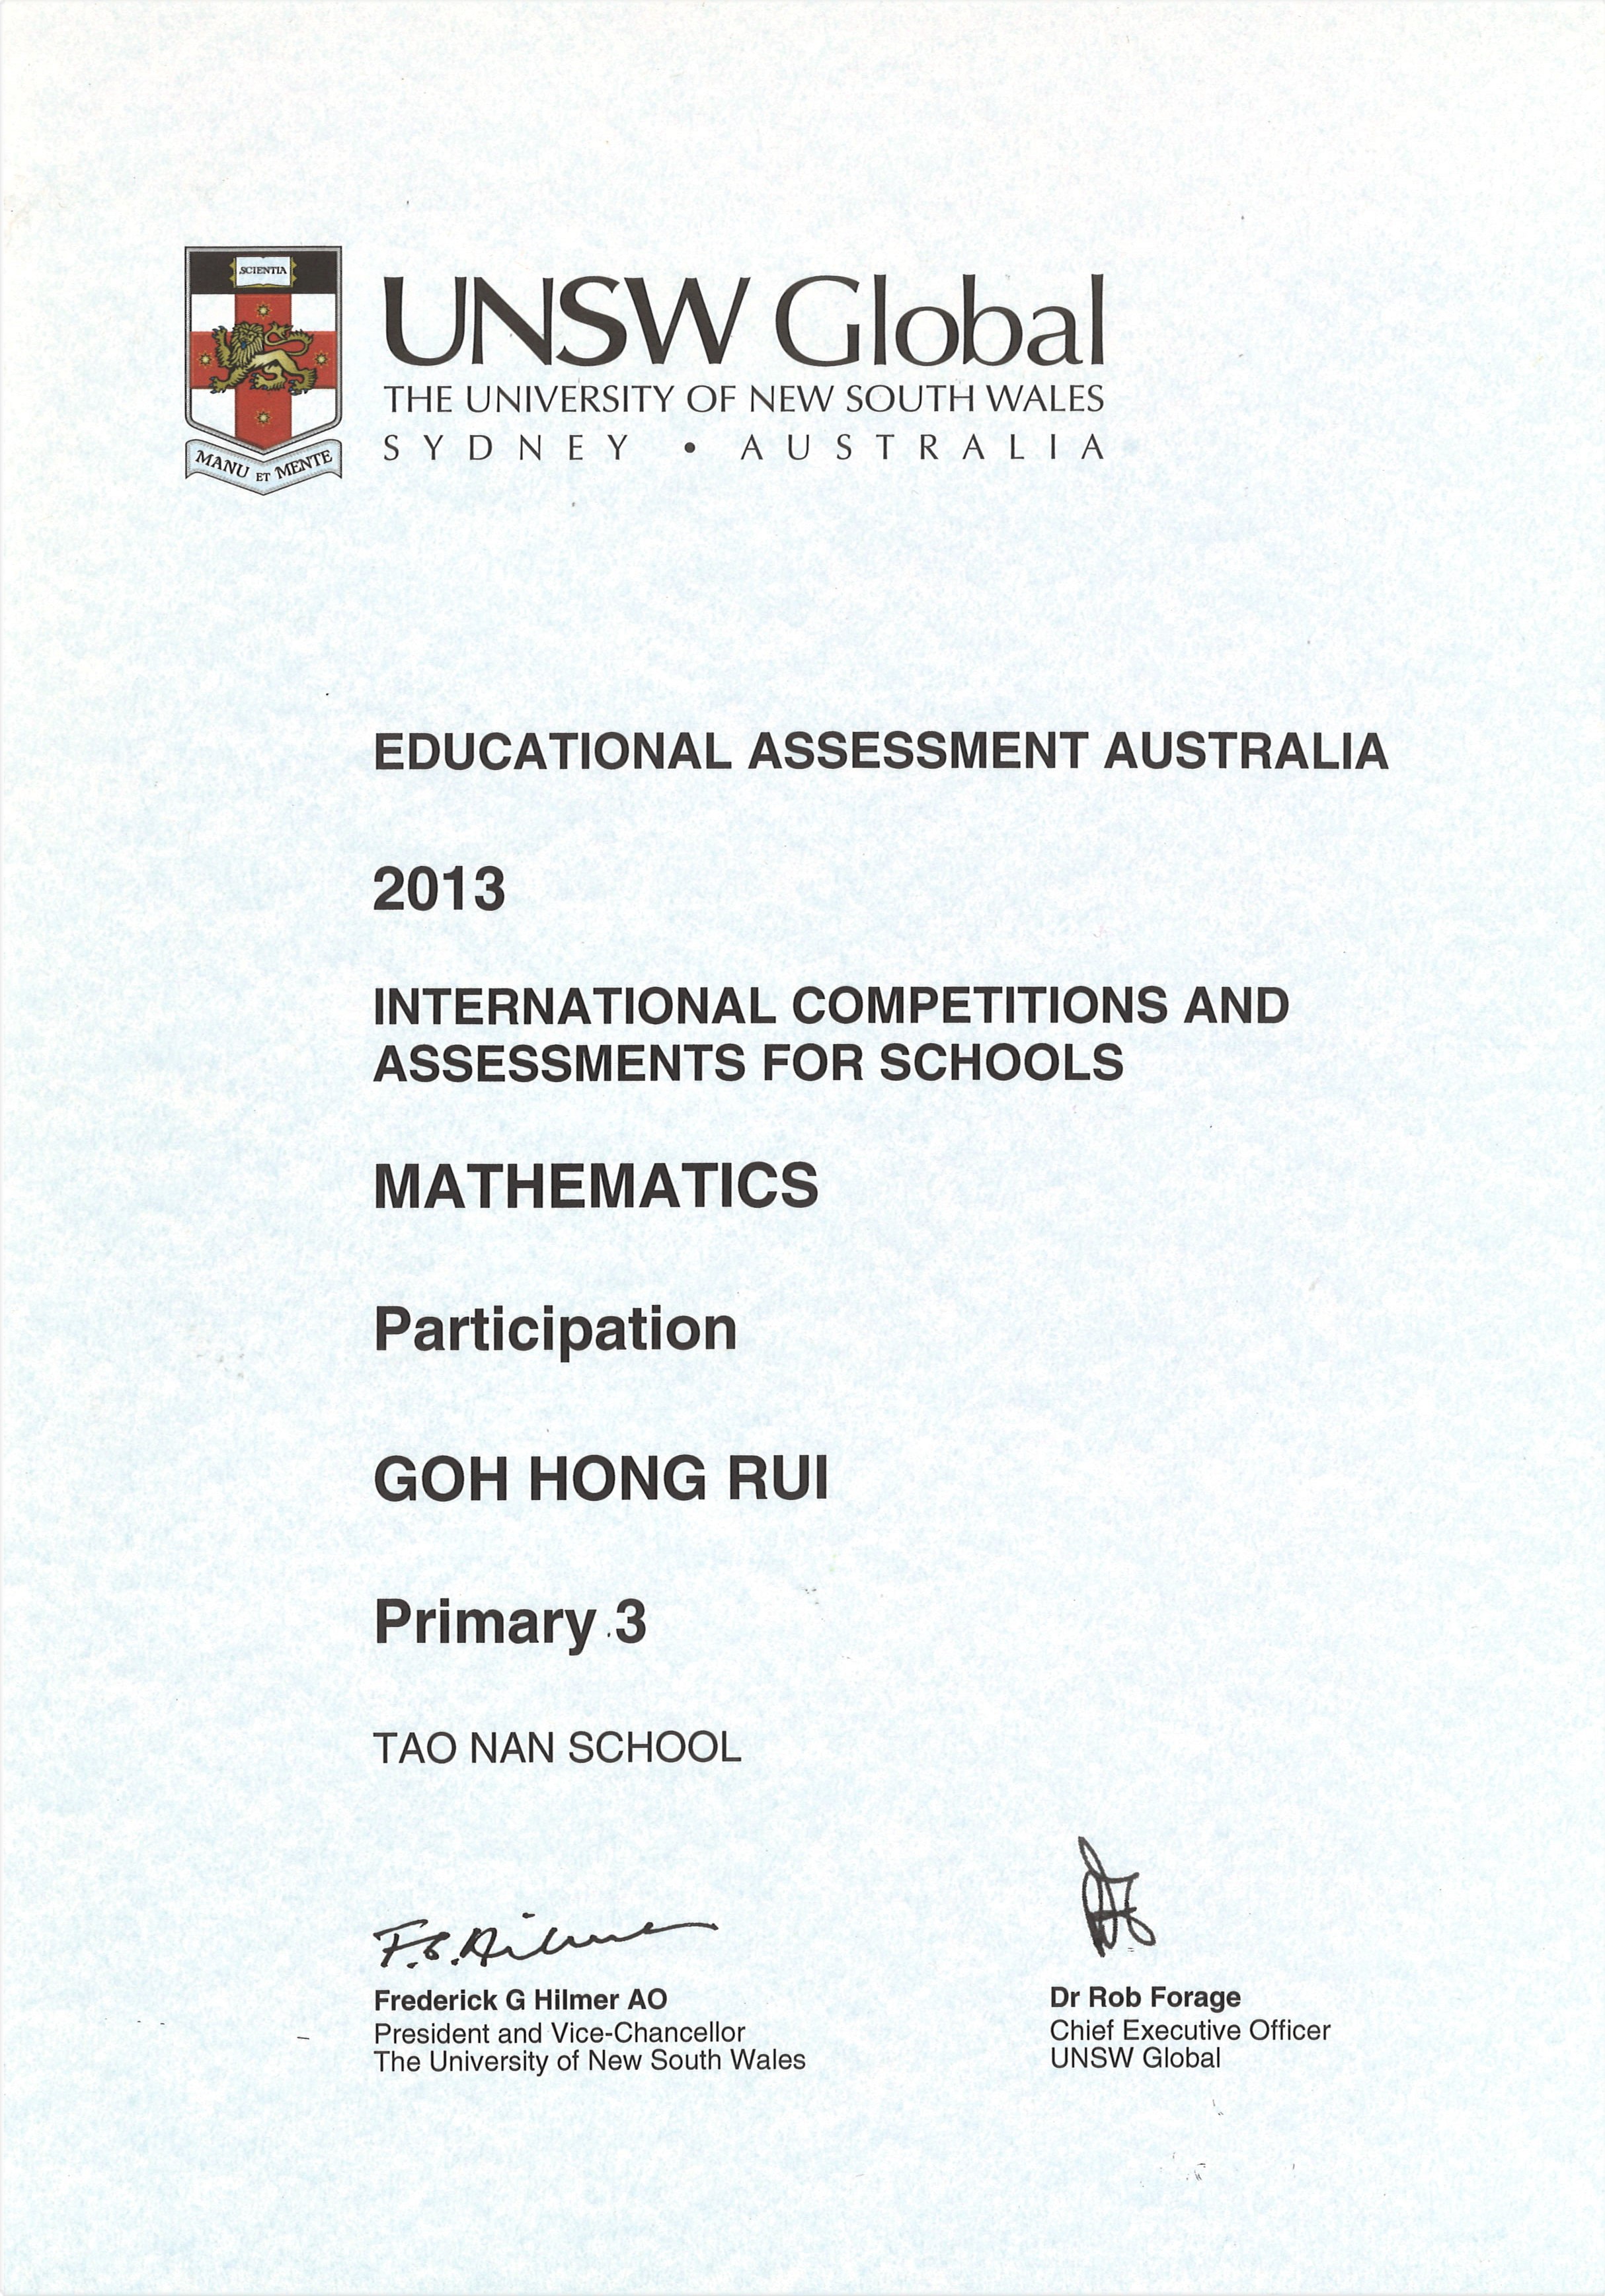 SCIENTIA
MANU ET MENTE
UNSW Global
THE UNIVERSITY OF NEW SOUTH WALES
SYDNEY • AUSTRALIA
EDUCATIONAL ASSESSMENT AUSTRALIA
2013
INTERNATIONAL COMPETITIONS AND
ASSESSMENTS FOR SCHOOLS
MATHEMATICS
Participation
GOH HONG RUI
Primary 3
TAO NAN SCHOOL
F.G. Hilmer
Frederick G Hilmer AO
President and Vice-Chancellor
The University of New South Wales
Dr Rob Forage
Chief Executive Officer
UNSW Global